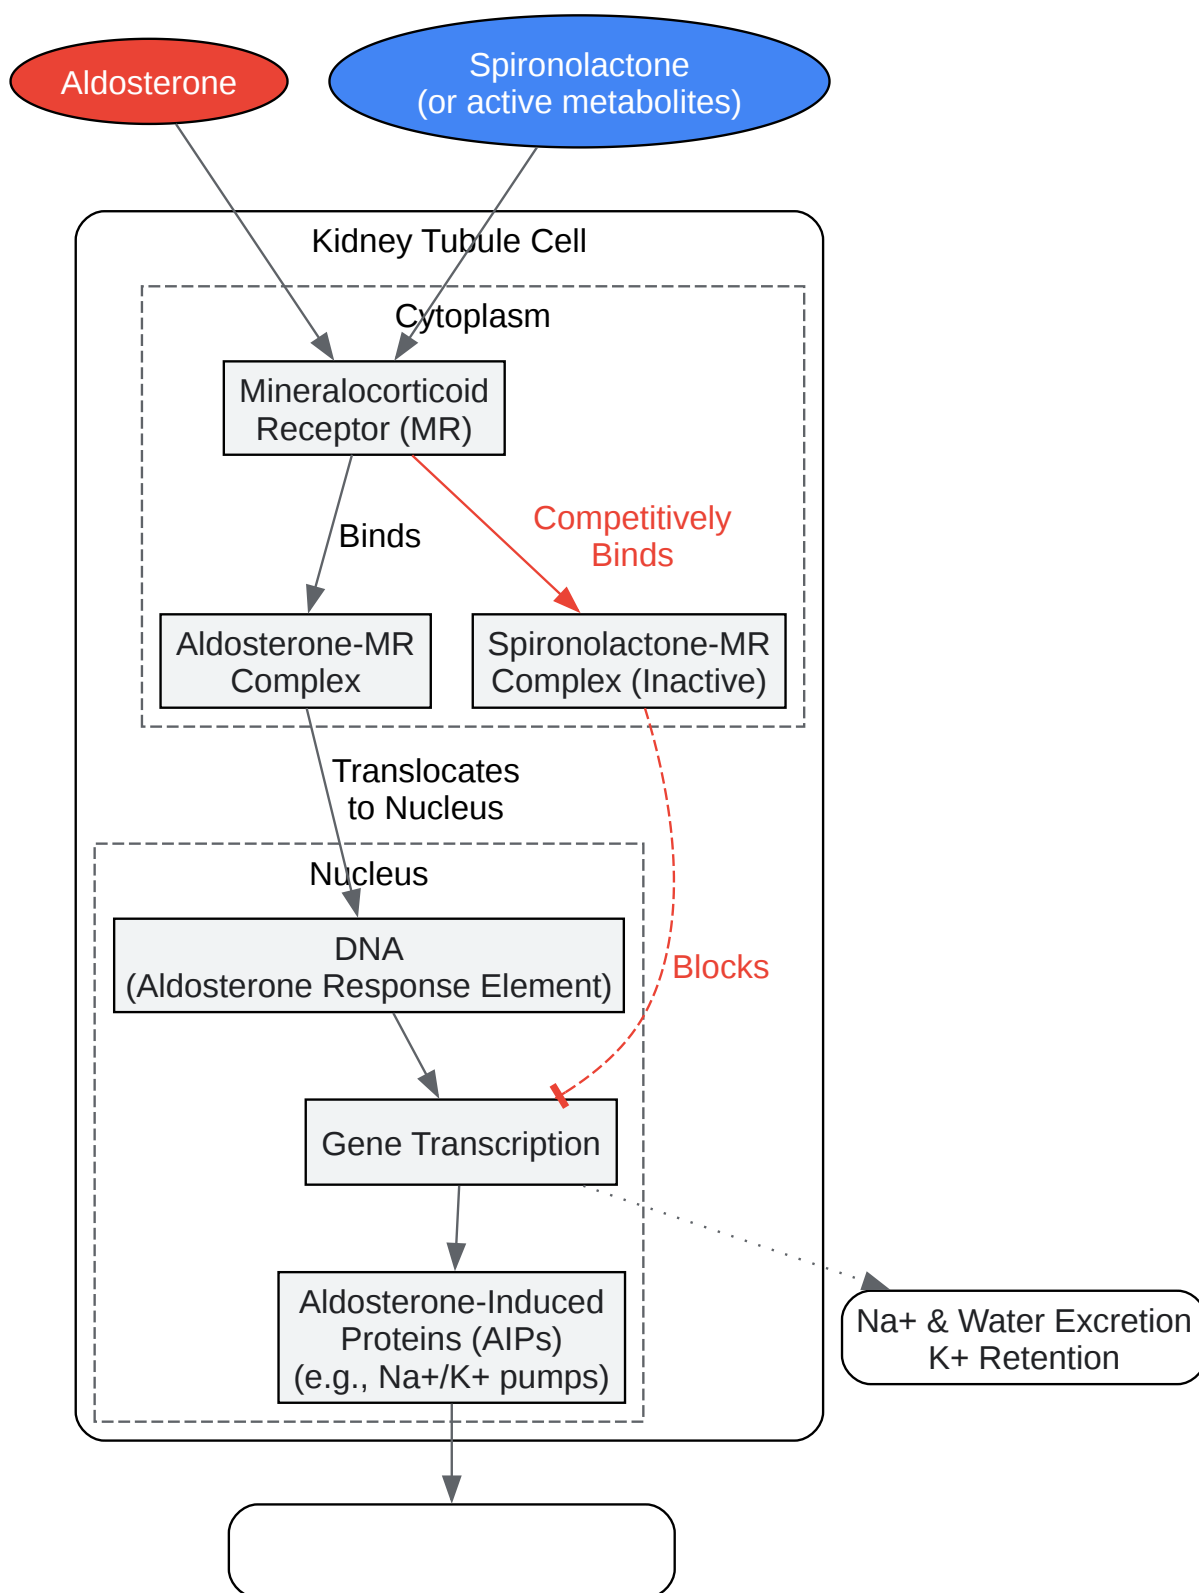 Aldosterone
Spironolactone
(or active metabolites)
Kidney Tubule Cell
Cytoplasm
Mineralocorticoid
Receptor (MR)
Binds
Competitively
Binds
Aldosterone-MR
Complex
Spironolactone-MR
Complex (Inactive)
Translocates
to Nucleus
Nucleus
DNA
(Aldosterone Response Element)
Blocks
Gene Transcription
Aldosterone-Induced
Proteins (AIPs)
(e.g., Na+/K+ pumps)
Na+ & Water Excretion
K+ Retention